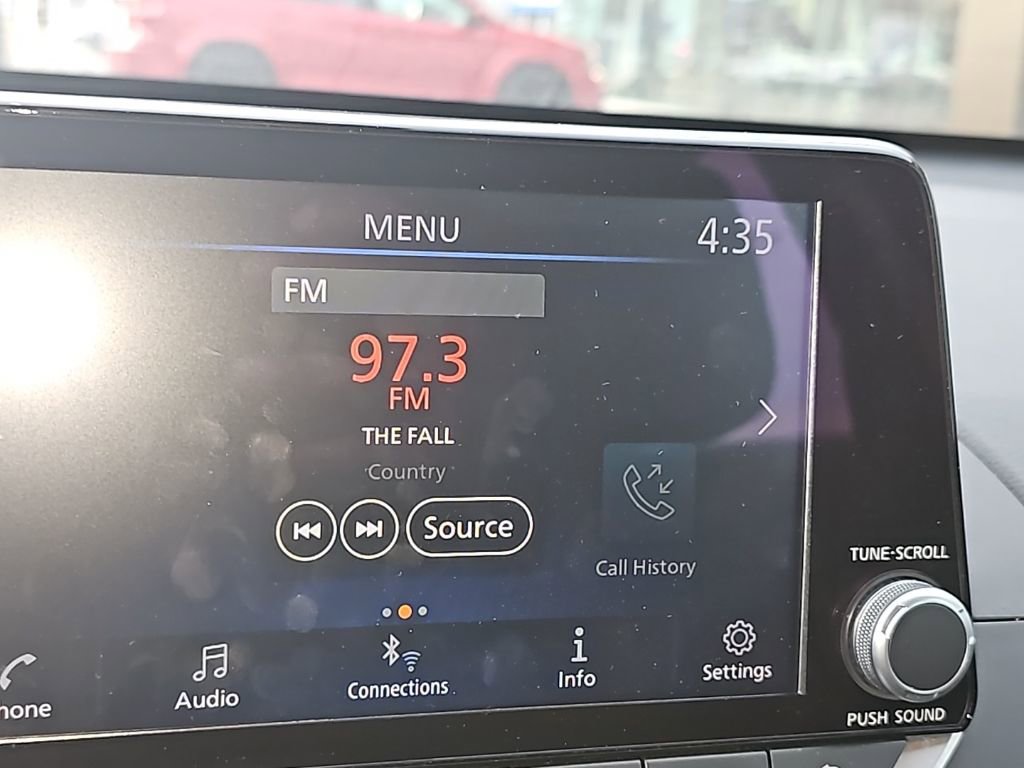 MENU
4:35
FM
97.3
FM
THE FALL
Country
Source
Call History
TUNE·SCROLL
hone
Audio
Connections
Info
Settings
PUSH SOUND